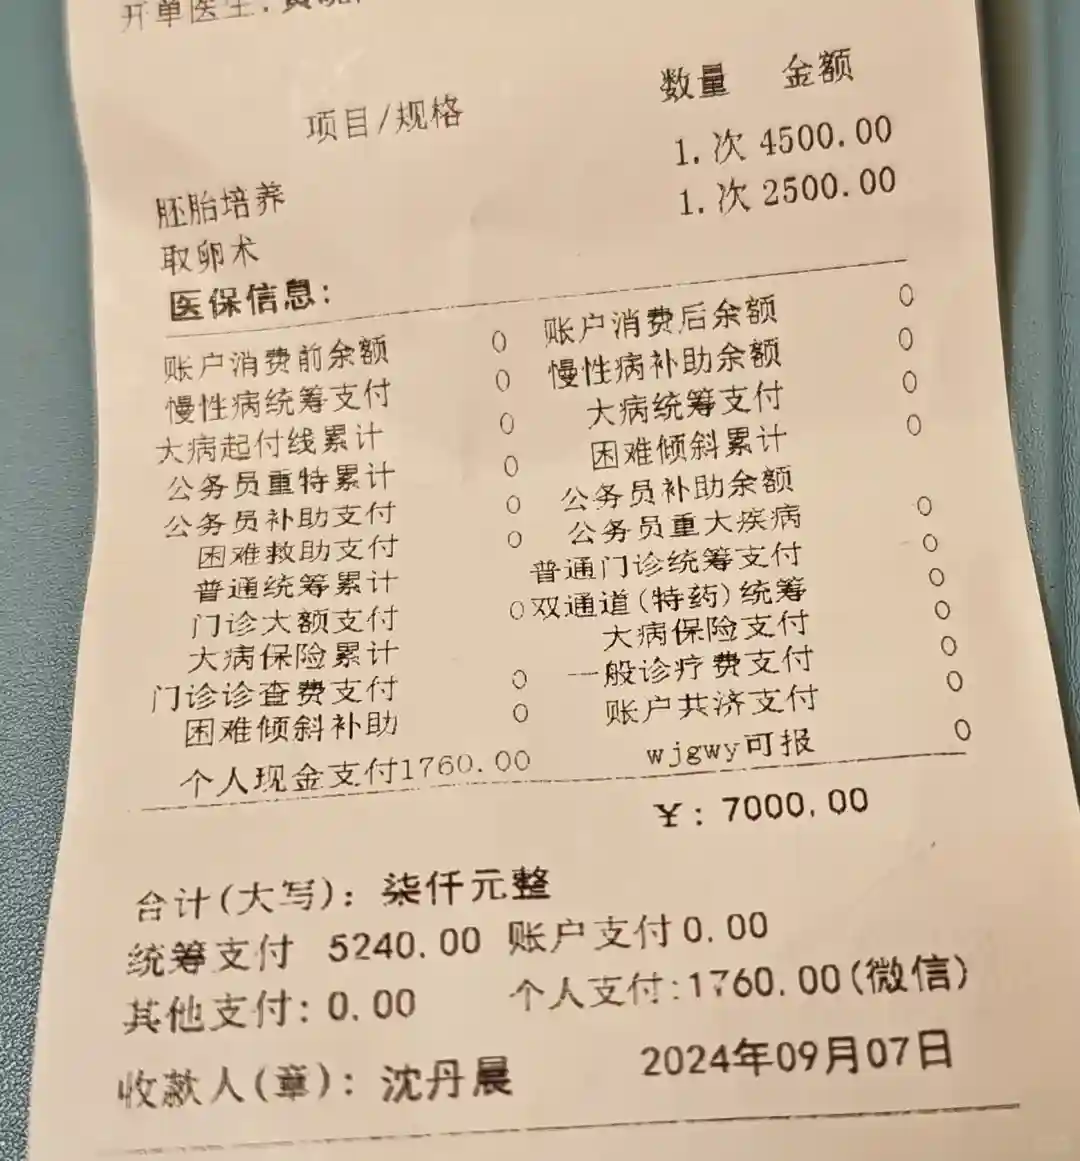 开单医生:黄
项目/规格 数量 金额
1.次 4500.00
胚胎培养 1.次 2500.00
取卵术
医保信息:
账户消费前余额 0 账户消费后余额 0
慢性病统筹支付 0 慢性病补助余额 0
大病起付线累计 0 大病统筹支付 0
公务员重特累计 0 困难倾斜累计 0
公务员补助支付 0 公务员补助余额
困难救助支付 0 公务员重大疾病 0
普通统筹累计 普通门诊统筹支付 0
门诊大额支付 0 双通道(特药)统筹 0
大病保险累计 大病保险支付 0
门诊诊查费支付 0 一般诊疗费支付 0
困难倾斜补助 0 账户共济支付 0
个人现金支付1760.00 wjgwy可报 0
¥: 7000.00
合计(大写): 柒仟元整
统筹支付 5240.00 账户支付0.00
其他支付: 0.00 个人支付:1760.00(微信)
收款人(章): 沈丹晨 2024年09月07日